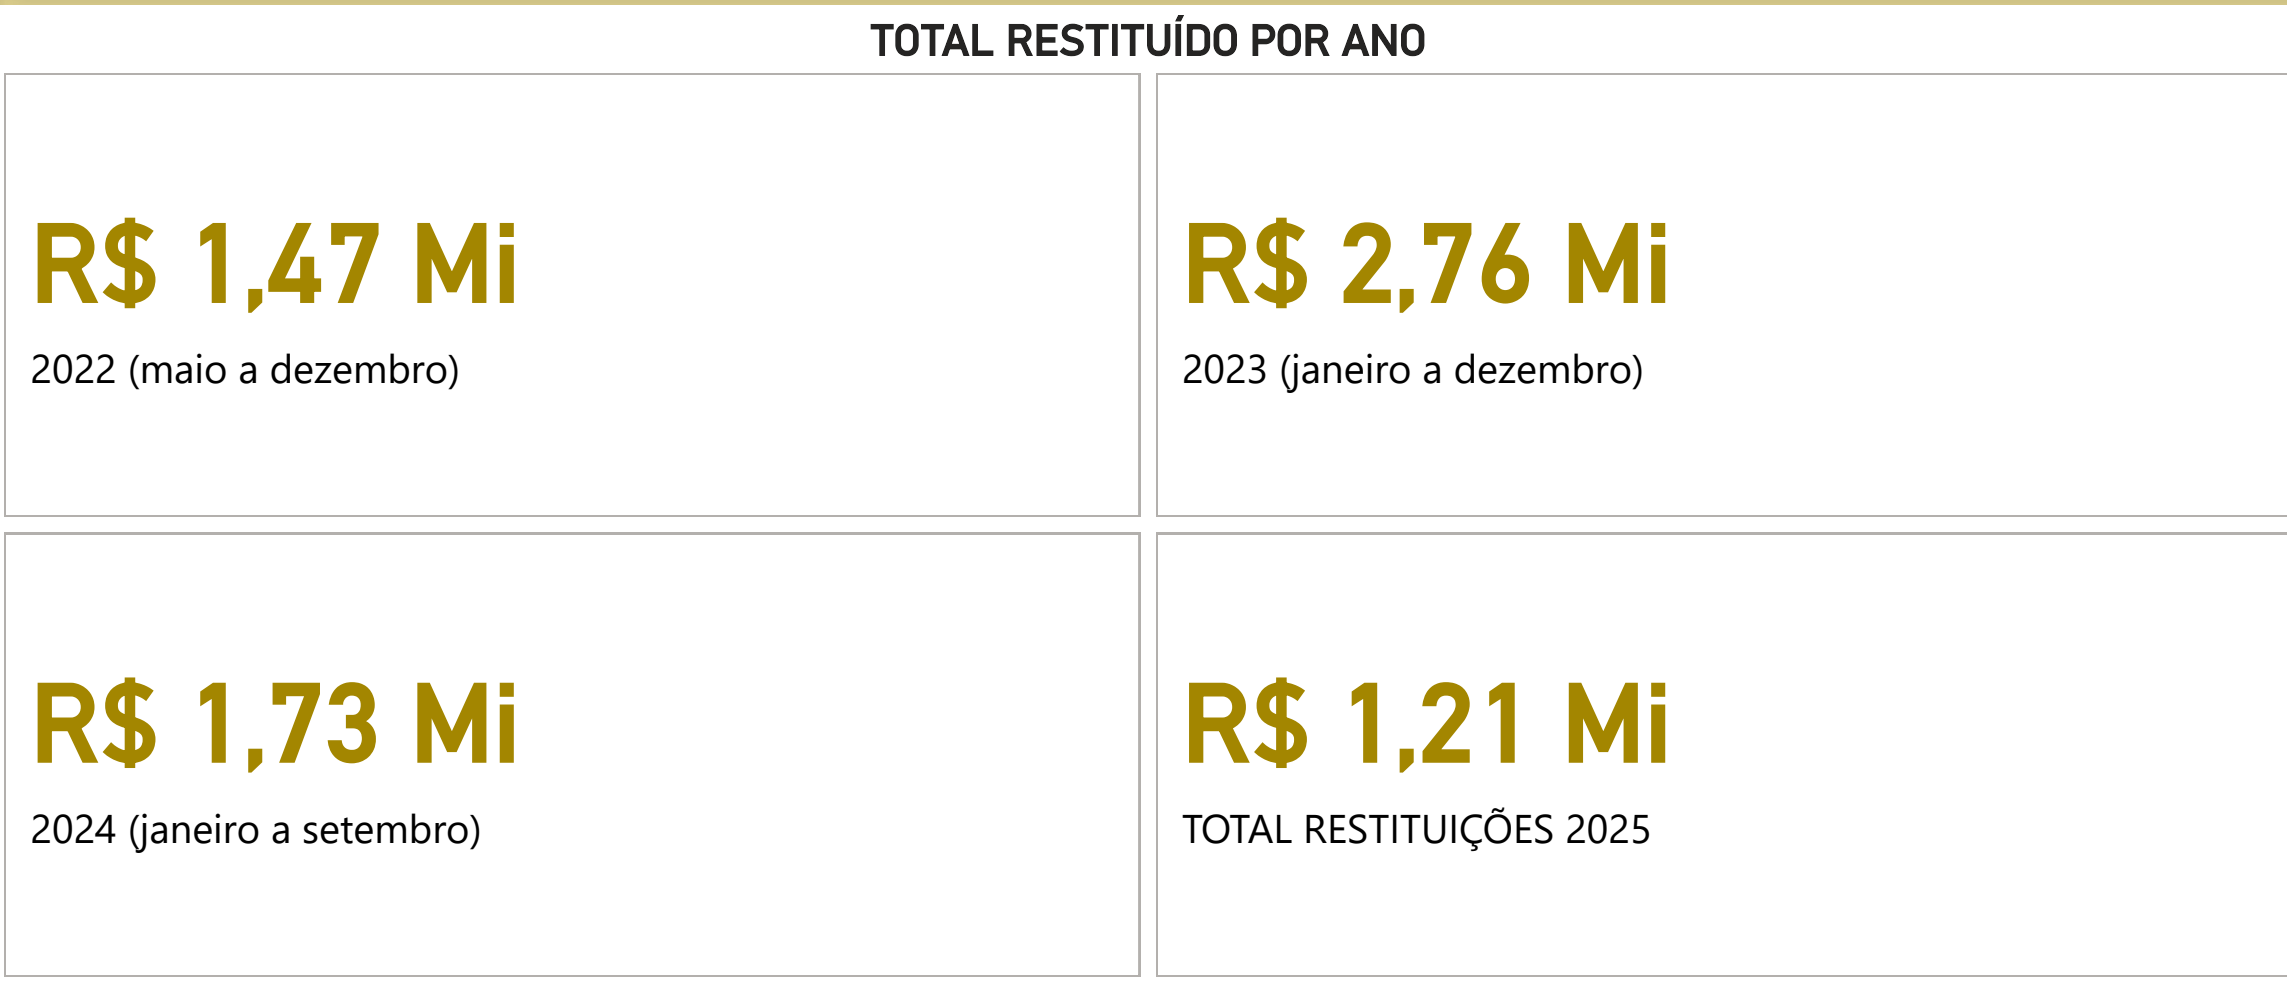 TOTAL RESTITUÍDO POR ANO
R$ 1,47 Mi
2022 (maio a dezembro)
R$ 2,76 Mi
2023 (janeiro a dezembro)
R$ 1,73 Mi
2024 (janeiro a setembro)
R$ 1,21 Mi
TOTAL RESTITUIÇÕES 2025